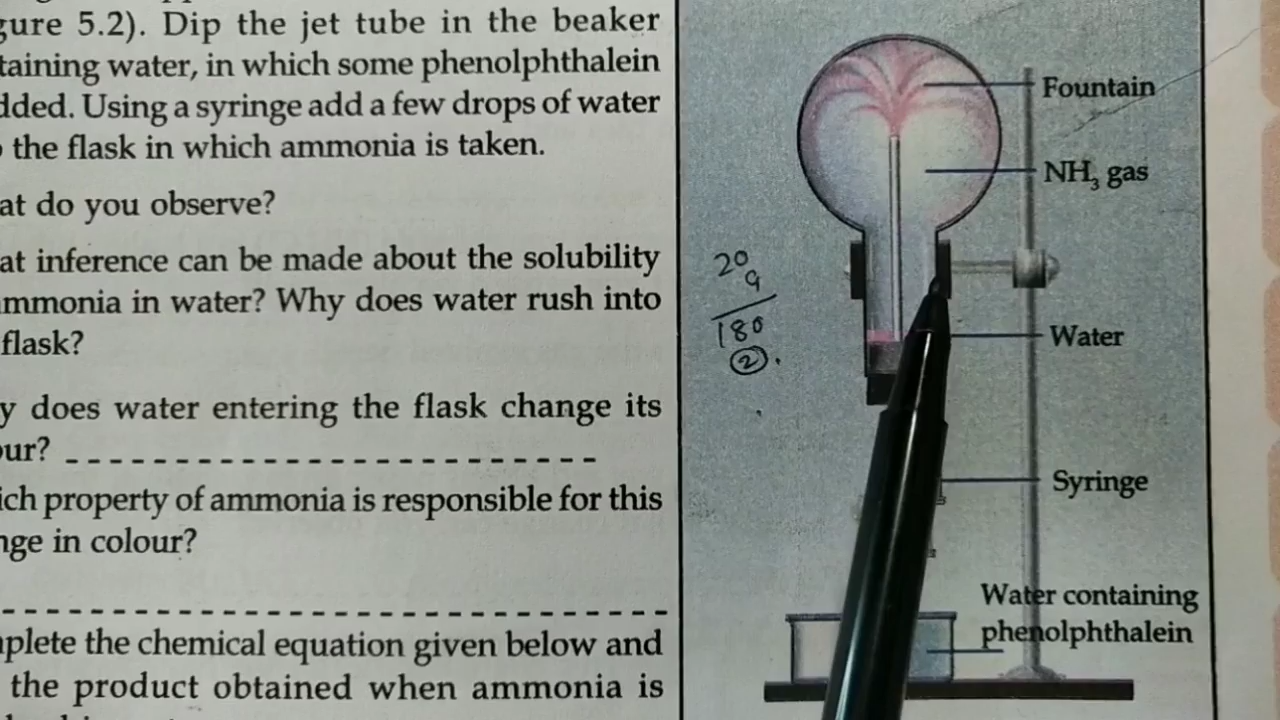 gure 5.2). Dip the jet tube in the beaker
taining water, in which some phenolphthalein
dded. Using a syringe add a few drops of water
the flask in which ammonia is taken.
at do you observe?
at inference can be made about the solubility
mmonia in water? Why does water rush into
flask?
y does water entering the flask change its
our?
ich property of ammonia is responsible for this
nge in colour?
plete the chemical equation given below and
the product obtained when ammonia is
Fountain
NH₃ gas
20
9
180
2
Water
Syringe
Water containing
phenolphthalein